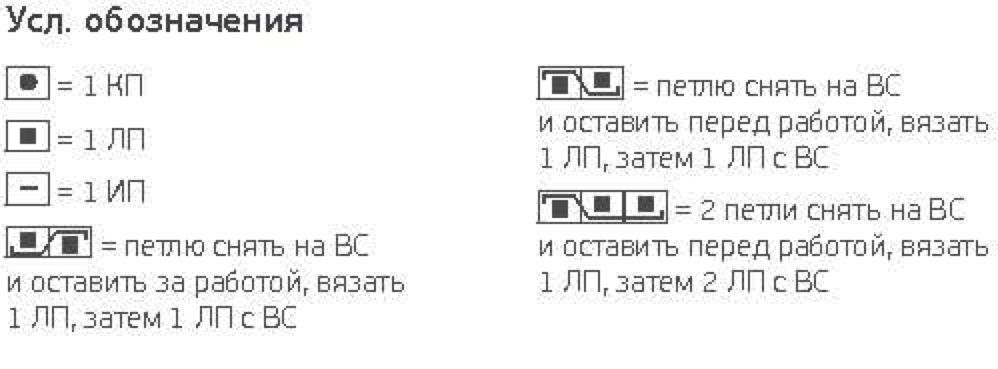 Усл. обозначения
= 1 КП
= 1 ЛП
= 1 ИП
= петлю снять на ВС
и оставить за работой, вязать
1 ЛП, затем 1 ЛП с ВС
= петлю снять на ВС
и оставить перед работой, вязать
1 ЛП, затем 1 ЛП с ВС
= 2 петли снять на ВС
и оставить перед работой, вязать
1 ЛП, затем 2 ЛП с ВС